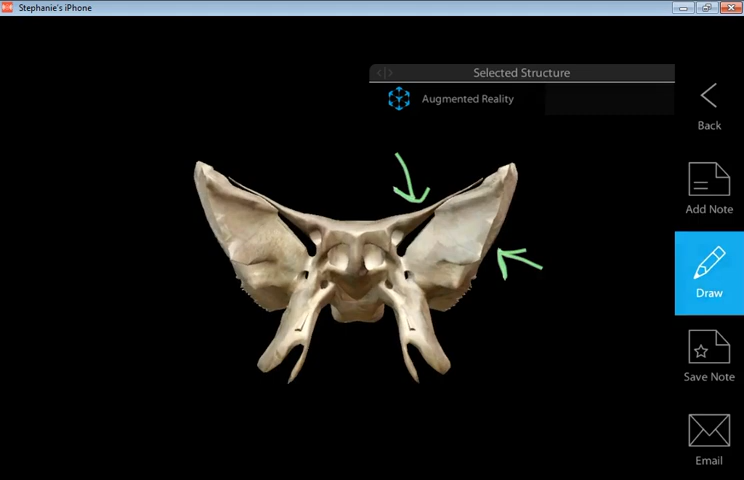 Stephanie's iPhone
Selected Structure
Augmented Reality
Back
Add Note
Draw
Save Note
Email